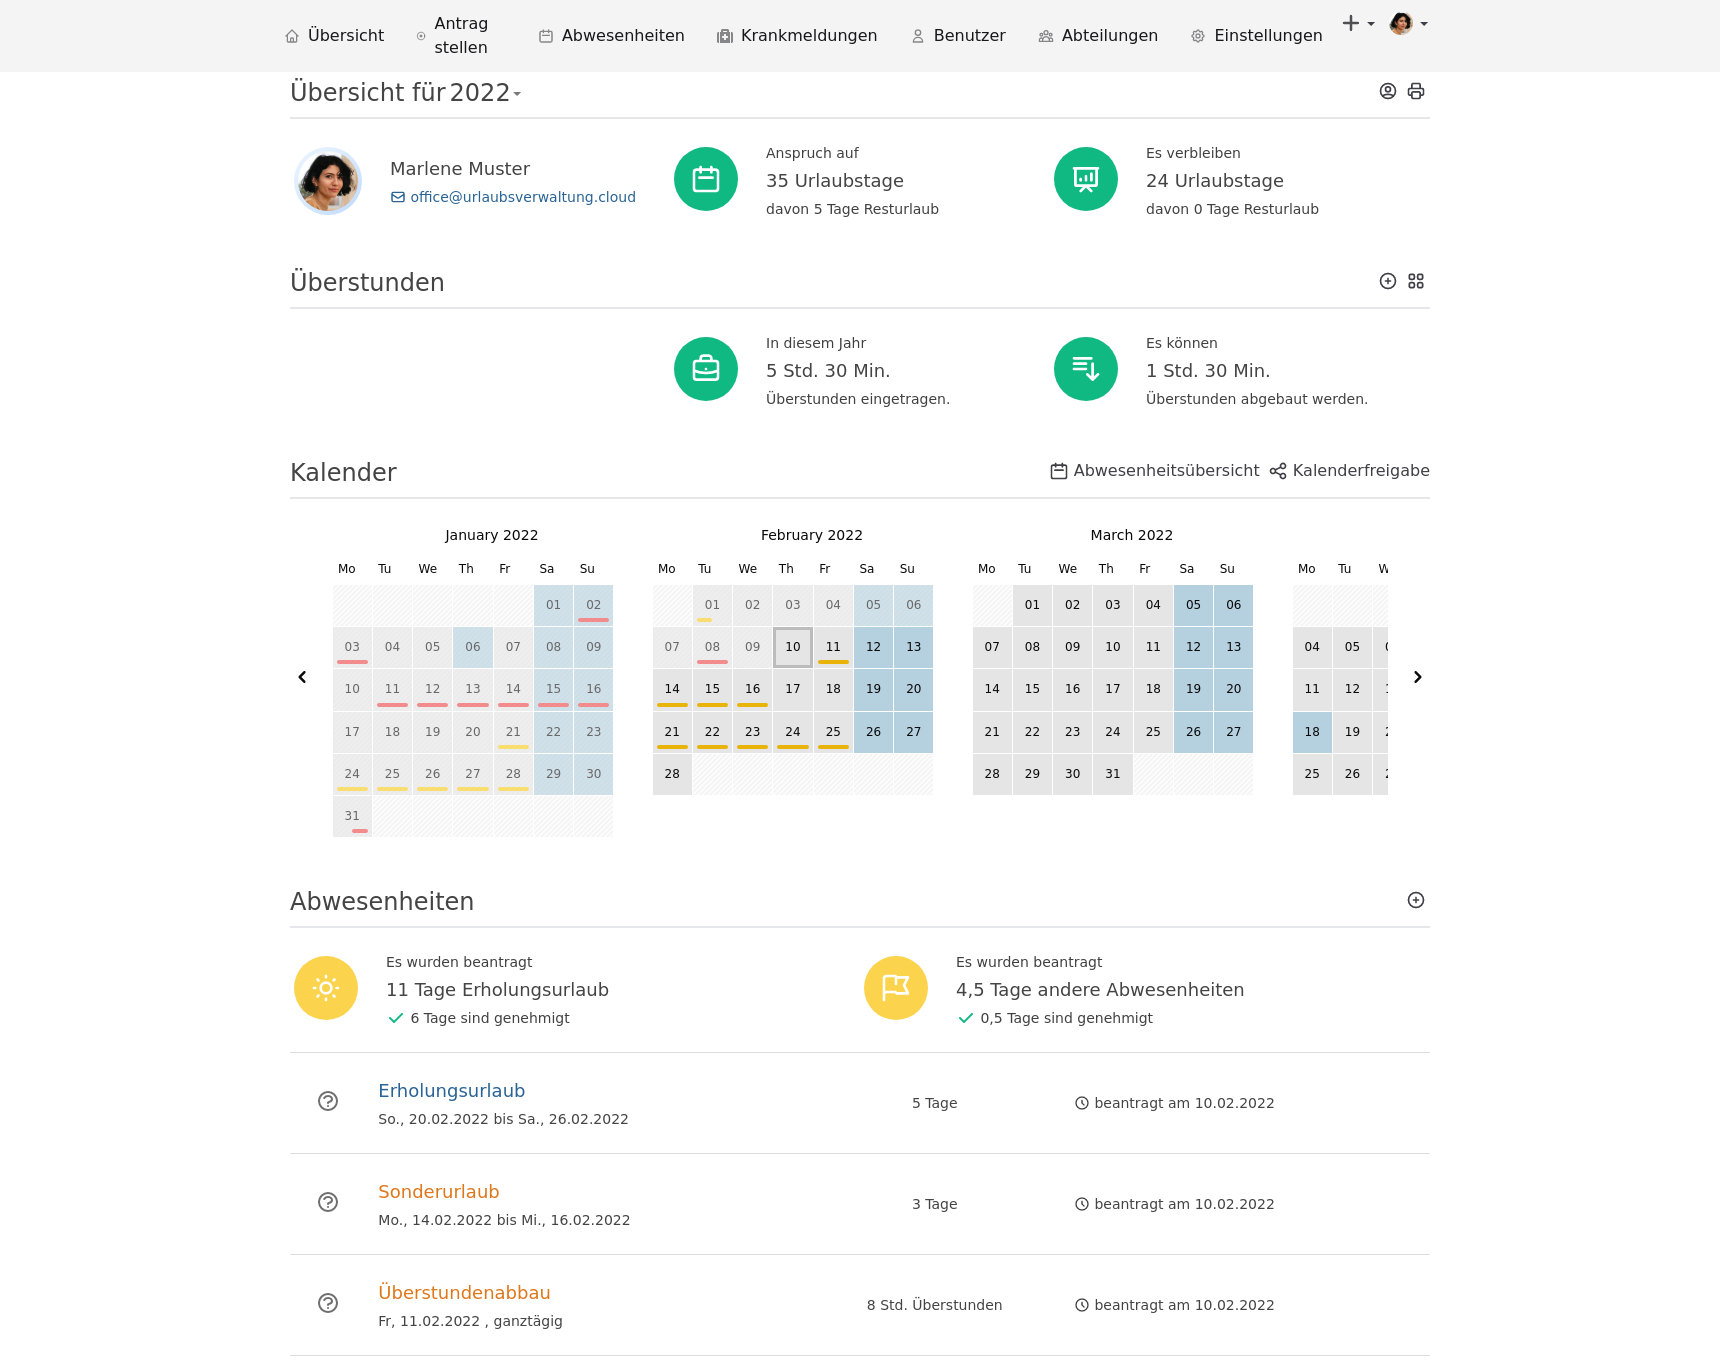 Übersicht
Antrag stellen
Abwesenheiten
Krankmeldungen
Benutzer
Abteilungen
Einstellungen
Übersicht für 2022
Marlene Muster
office@urlaubsverwaltung.cloud
Anspruch auf
35 Urlaubstage
davon 5 Tage Resturlaub
Es verbleiben
24 Urlaubstage
davon 0 Tage Resturlaub
Überstunden
In diesem Jahr
5 Std. 30 Min.
Überstunden eingetragen.
Es können
1 Std. 30 Min.
Überstunden abgebaut werden.
Kalender
Abwesenheitsübersicht
Kalenderfreigabe
January 2022
Mo Tu We Th Fr Sa Su
01 02
03 04 05 06 07 08 09
10 11 12 13 14 15 16
17 18 19 20 21 22 23
24 25 26 27 28 29 30
31
February 2022
Mo Tu We Th Fr Sa Su
01 02 03 04 05 06
07 08 09 10 11 12 13
14 15 16 17 18 19 20
21 22 23 24 25 26 27
28
March 2022
Mo Tu We Th Fr Sa Su
01 02 03 04 05 06
07 08 09 10 11 12 13
14 15 16 17 18 19 20
21 22 23 24 25 26 27
28 29 30 31
Mo Tu
04 05
11 12
18 19
25 26
Abwesenheiten
Es wurden beantragt
11 Tage Erholungsurlaub
6 Tage sind genehmigt
Es wurden beantragt
4,5 Tage andere Abwesenheiten
0,5 Tage sind genehmigt
Erholungsurlaub
So., 20.02.2022 bis Sa., 26.02.2022
5 Tage
beantragt am 10.02.2022
Sonderurlaub
Mo., 14.02.2022 bis Mi., 16.02.2022
3 Tage
beantragt am 10.02.2022
Überstundenabbau
Fr, 11.02.2022 , ganztägig
8 Std. Überstunden
beantragt am 10.02.2022